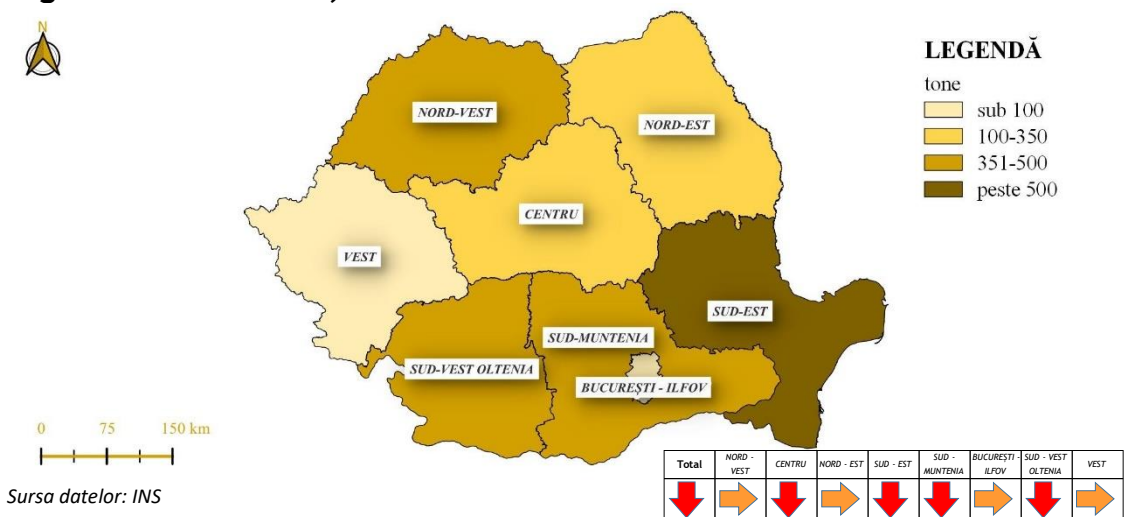 N
LEGENDĂ
tone
sub 100
100-350
351-500
peste 500
NORD-VEST
NORD-EST
CENTRU
VEST
SUD-EST
SUD-MUNTENIA
SUD-VEST OLTENIA
BUCUREȘTI - ILFOV
0 75 150 km
Sursa datelor: INS
Total
NORD -
VEST
CENTRU
NORD - EST
SUD - EST
SUD -
MUNTENIA
BUCUREȘTI -
ILFOV
SUD - VEST
OLTENIA
VEST